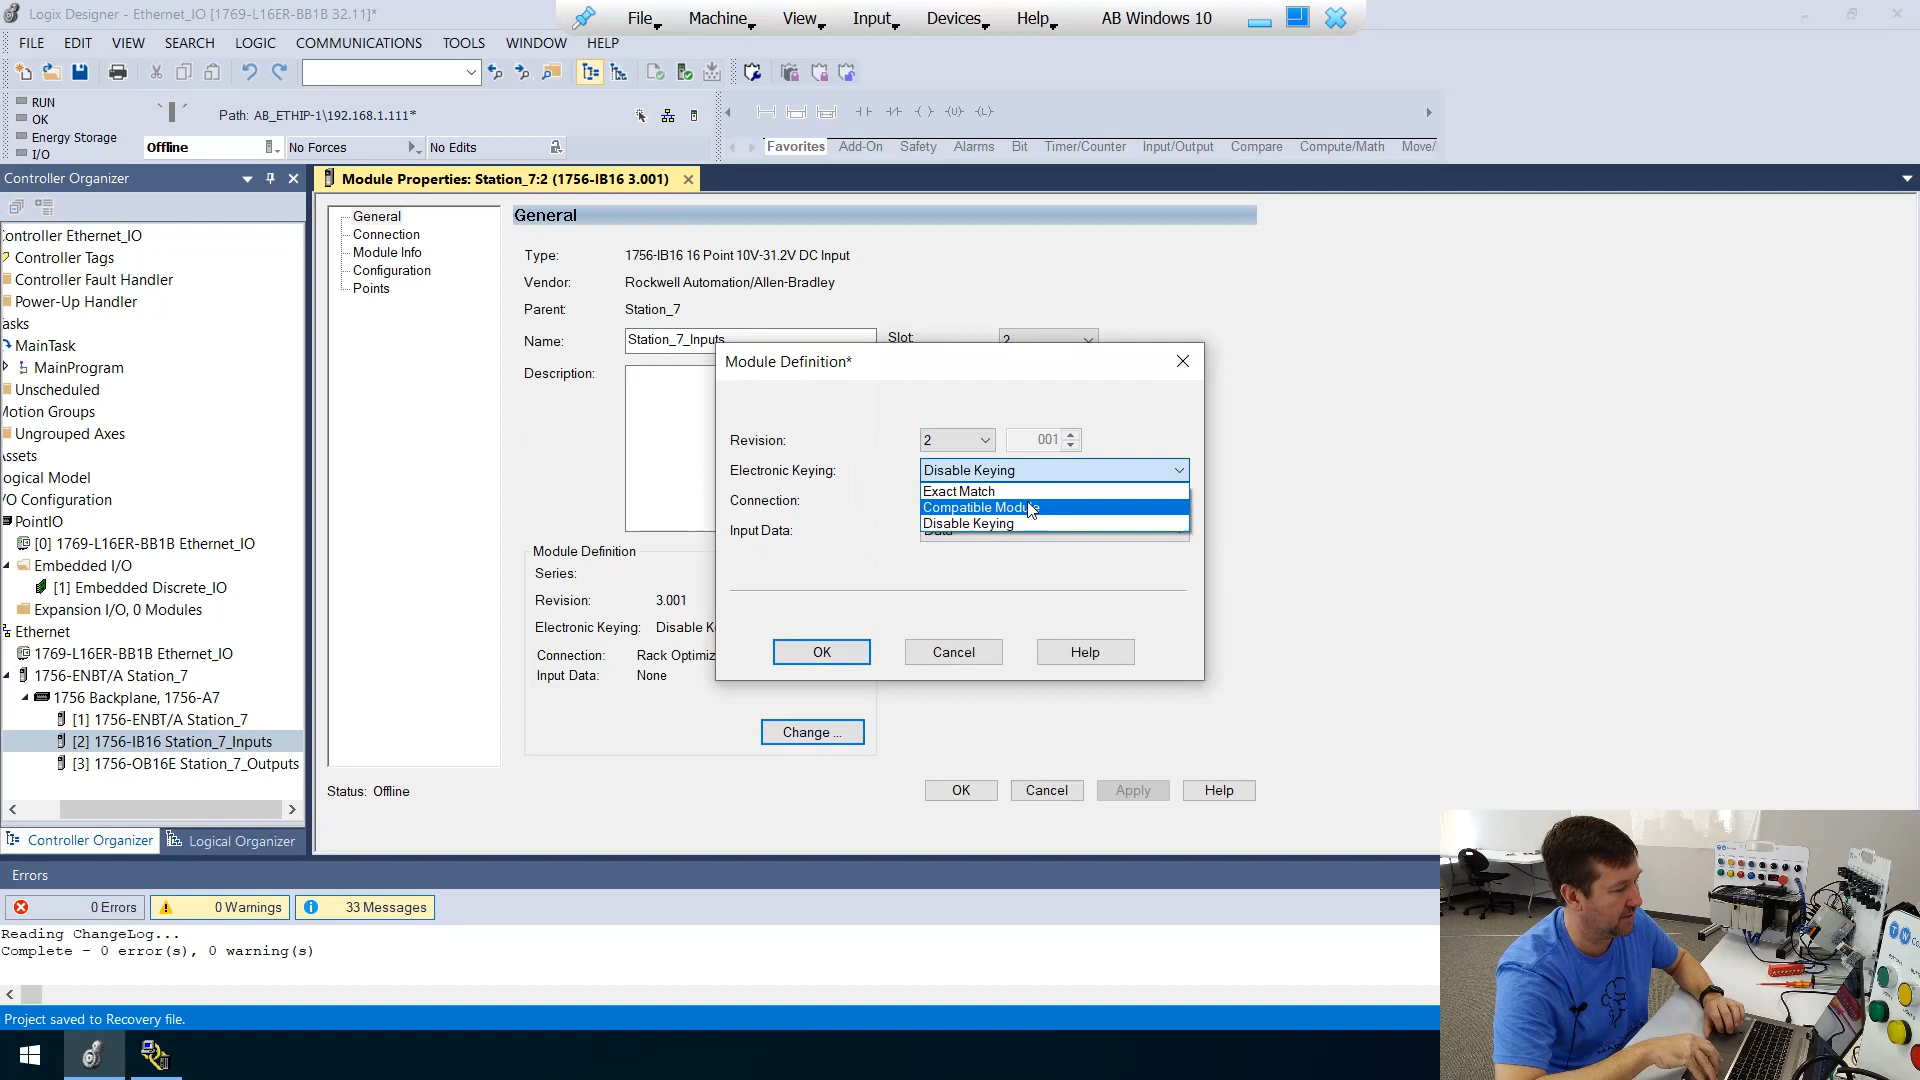 Logix Designer - Ethernet_IO [1769-L16ER-BB1B 32.11]*
File Machine View Input Devices Help AB Windows 10
FILE EDIT VIEW SEARCH LOGIC COMMUNICATIONS TOOLS WINDOW HELP
RUN
OK
Energy Storage
I/O
Path: AB_ETHIP-1\192.168.1.111*
Offline
No Forces
No Edits
Favorites Add-On Safety Alarms Bit Timer/Counter Input/Output Compare Compute/Math Move/
Controller Organizer
Module Properties: Station_7:2 (1756-IB16 3.001)
ontroller Ethernet_IO
Controller Tags
Controller Fault Handler
Power-Up Handler
asks
MainTask
MainProgram
Unscheduled
Motion Groups
Ungrouped Axes
ssets
ogical Model
/O Configuration
PointIO
[0] 1769-L16ER-BB1B Ethernet_IO
Embedded I/O
[1] Embedded Discrete_IO
Expansion I/O, 0 Modules
Ethernet
1769-L16ER-BB1B Ethernet_IO
1756-ENBT/A Station_7
1756 Backplane, 1756-A7
[1] 1756-ENBT/A Station_7
[2] 1756-IB16 Station_7_Inputs
[3] 1756-OB16E Station_7_Outputs
Controller Organizer Logical Organizer
General
Connection
Module Info
Configuration
Points
General
Type: 1756-IB16 16 Point 10V-31.2V DC Input
Vendor: Rockwell Automation/Allen-Bradley
Parent: Station_7
Name: Station_7_Inputs Slot: 2
Description:
Module Definition
Series:
Revision: 3.001
Electronic Keying: Disable K
Connection: Rack Optimiz
Input Data: None
Change ...
Status: Offline
OK Cancel Apply Help
Module Definition*
Revision: 2 001
Electronic Keying: Disable Keying
Exact Match
Compatible Module
Disable Keying
Connection:
Input Data: Data
OK Cancel Help
Errors
0 Errors 0 Warnings 33 Messages
Reading ChangeLog...
Complete - 0 error(s), 0 warning(s)
Project saved to Recovery file.